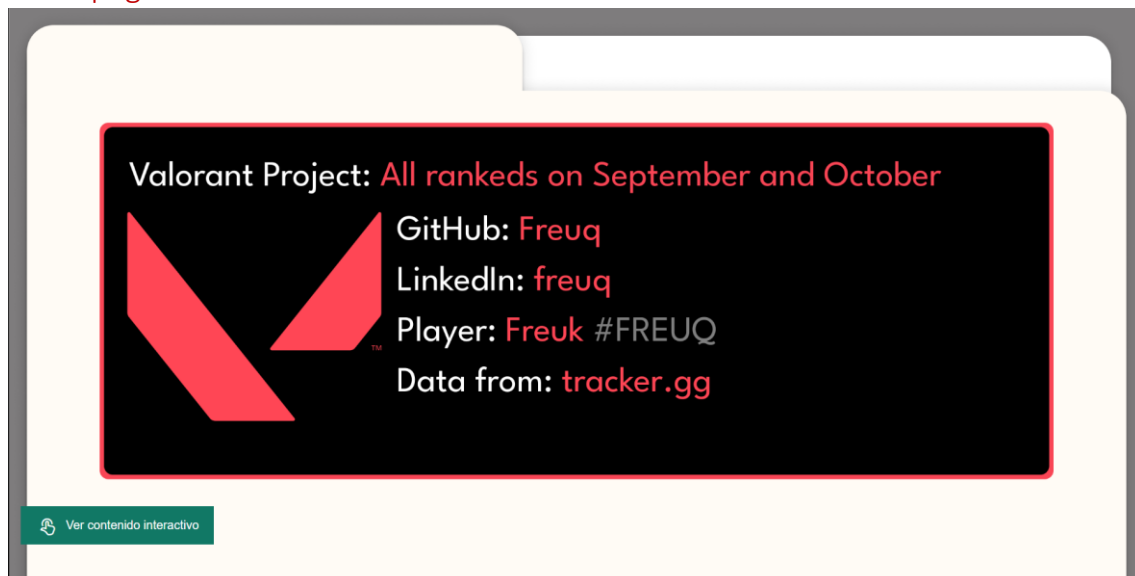 Valorant Project: All rankeds on September and October
GitHub: Freuq
LinkedIn: freuq
Player: Freuk #FREUQ
Data from: tracker.gg
TM
Ver contenido interactivo